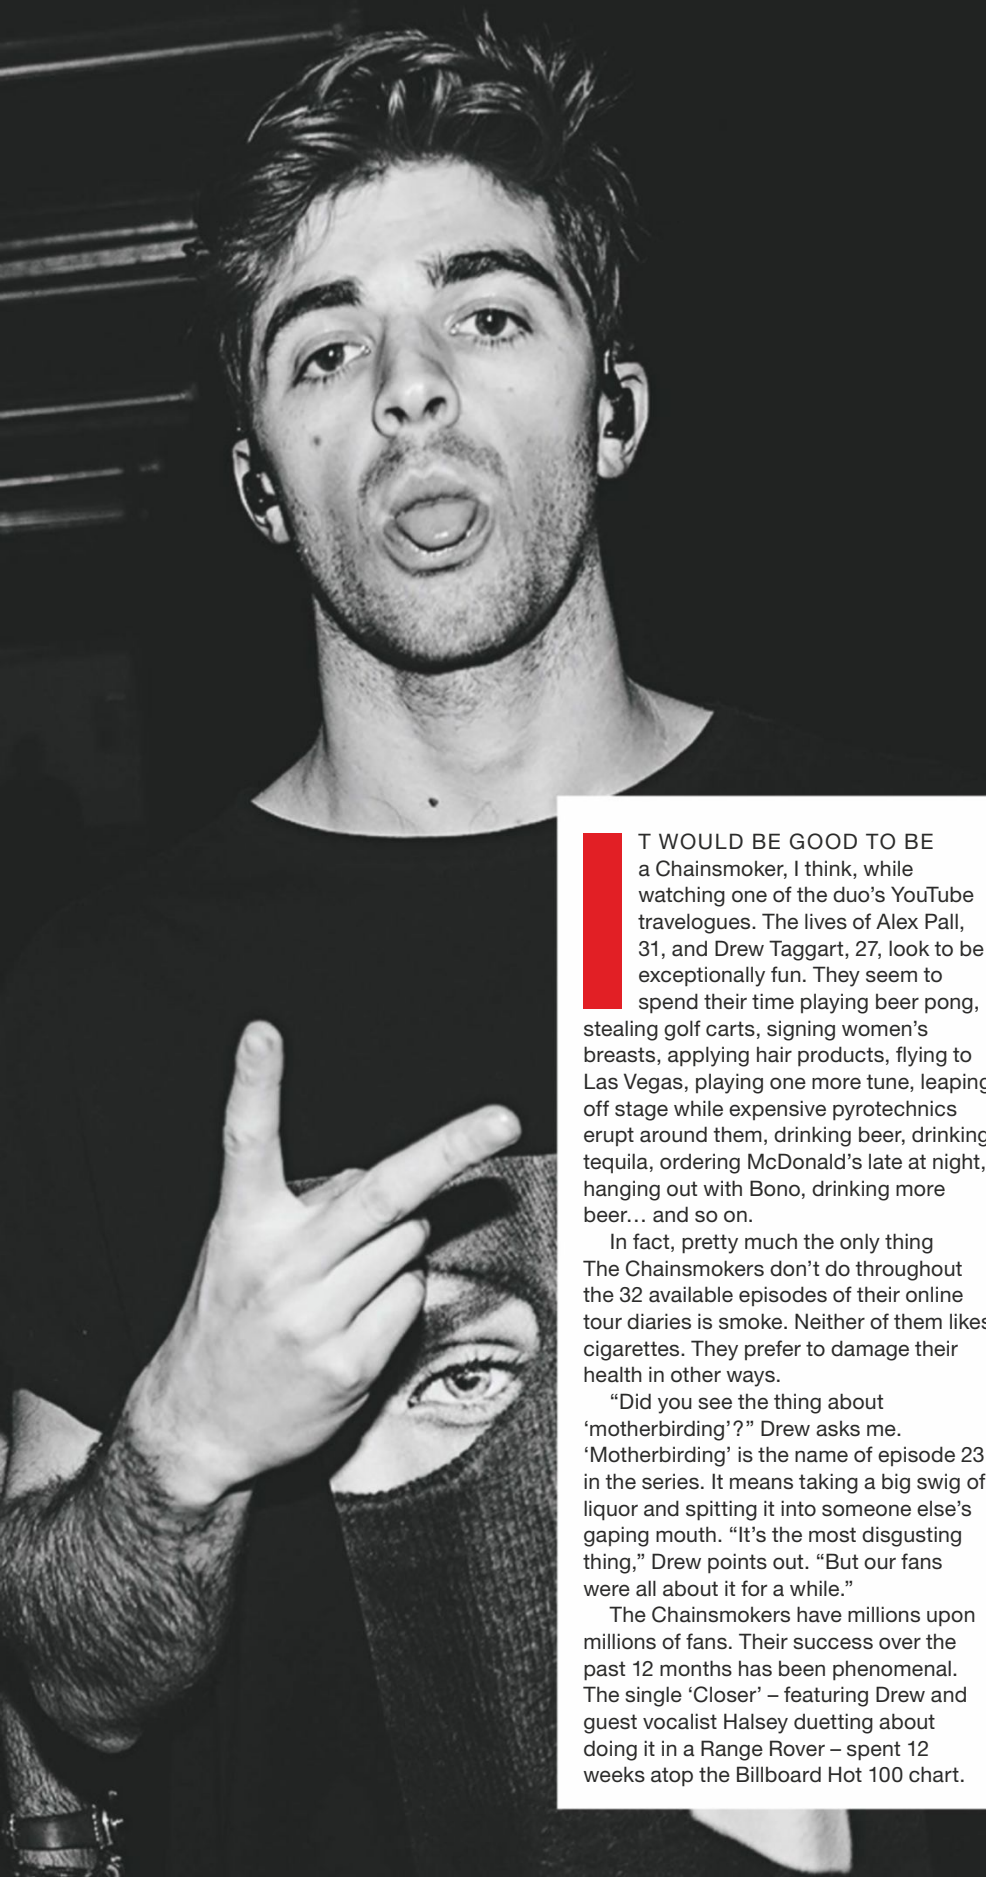 IT WOULD BE GOOD TO BE
a Chainsmoker, I think, while
watching one of the duo’s YouTube
travelogues. The lives of Alex Pall,
31, and Drew Taggart, 27, look to be
exceptionally fun. They seem to
spend their time playing beer pong,
stealing golf carts, signing women’s
breasts, applying hair products, flying to
Las Vegas, playing one more tune, leaping
off stage while expensive pyrotechnics
erupt around them, drinking beer, drinking
tequila, ordering McDonald’s late at night,
hanging out with Bono, drinking more
beer… and so on.
In fact, pretty much the only thing
The Chainsmokers don’t do throughout
the 32 available episodes of their online
tour diaries is smoke. Neither of them likes
cigarettes. They prefer to damage their
health in other ways.
“Did you see the thing about
‘motherbirding’?” Drew asks me.
‘Motherbirding’ is the name of episode 23
in the series. It means taking a big swig of
liquor and spitting it into someone else’s
gaping mouth. “It’s the most disgusting
thing,” Drew points out. “But our fans
were all about it for a while.”
The Chainsmokers have millions upon
millions of fans. Their success over the
past 12 months has been phenomenal.
The single ‘Closer’ – featuring Drew and
guest vocalist Halsey duetting about
doing it in a Range Rover – spent 12
weeks atop the Billboard Hot 100 chart.